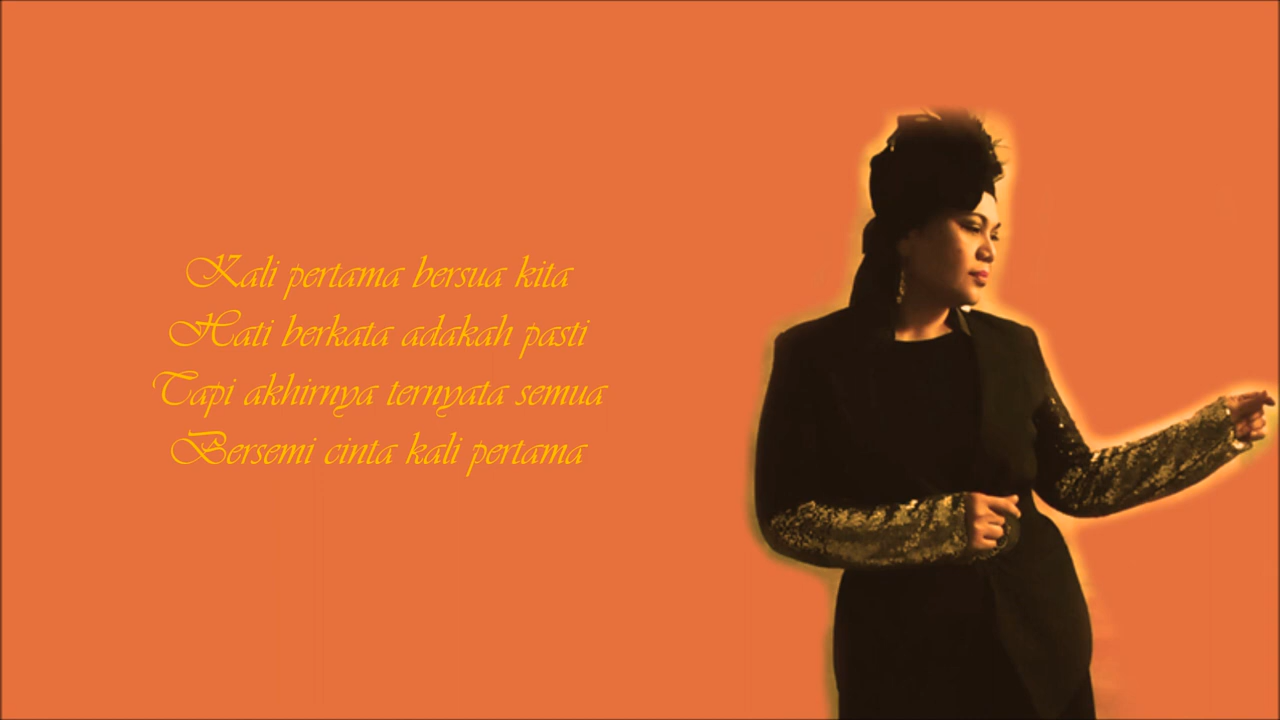 Kali pertama bersua kita
Hati berkata adakah pasti
Tapi akhirnya ternyata semua
Bersemi cinta kali pertama